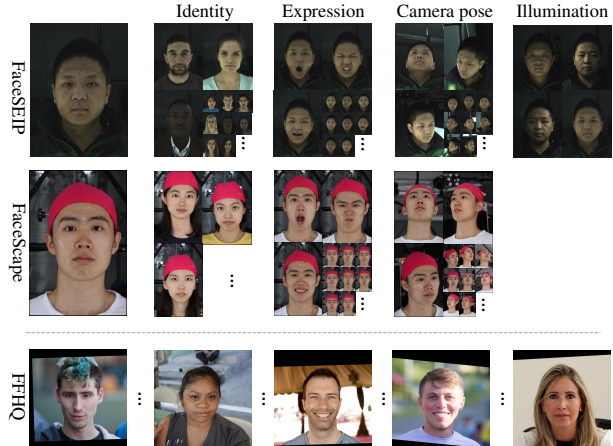 Identity Expression Camera pose Illumination
FaceSEIP
FaceScape
FFHQ